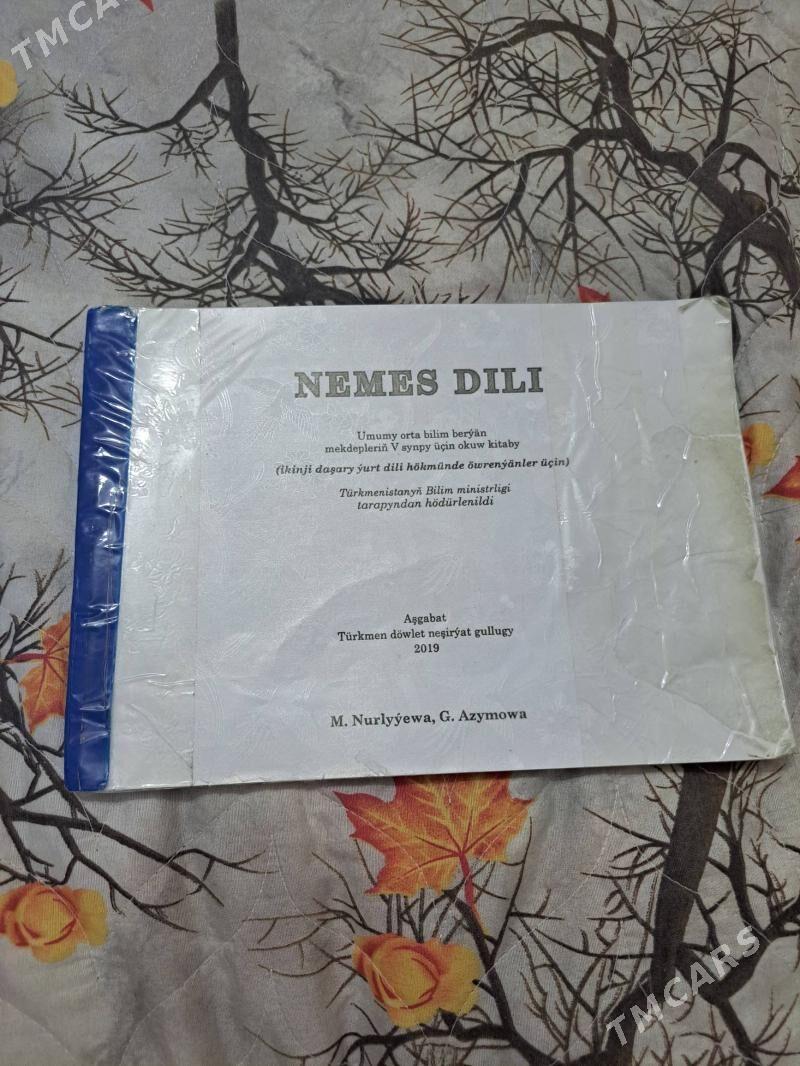 TMCARS
NEMES DILI
Umumy orta bilim berýän
mekdepleriň V synpy üçin okuw kitaby
(ikinji daşary ýurt dili hökmünde öwrenýänler üçin)
Türkmenistanyň Bilim ministrligi
tarapyndan hödürlenildi
Aşgabat
Türkmen döwlet neşirýat gullugy
2019
M. Nurlyýewa, G. Azymowa
TMCARS